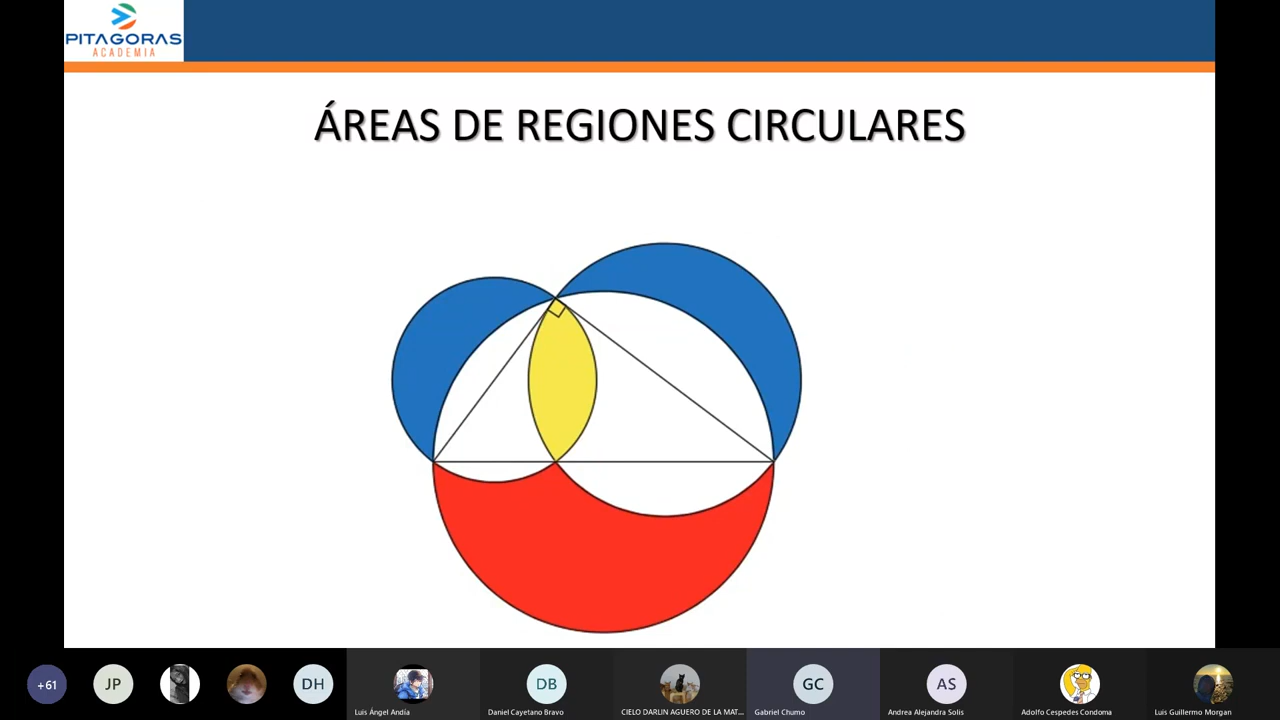 PITAGORAS
ACADEMIA
ÁREAS DE REGIONES CIRCULARES
+61
JP
DH
DB
GC
AS
Luis Ángel Andía
Daniel Cayetano Bravo
CIELO DARLIN AGUERO DE LA MAT...
Gabriel Chumo
Andrea Alejandra Solis
Adolfo Cespedes Condoma
Luis Guillermo Morgan